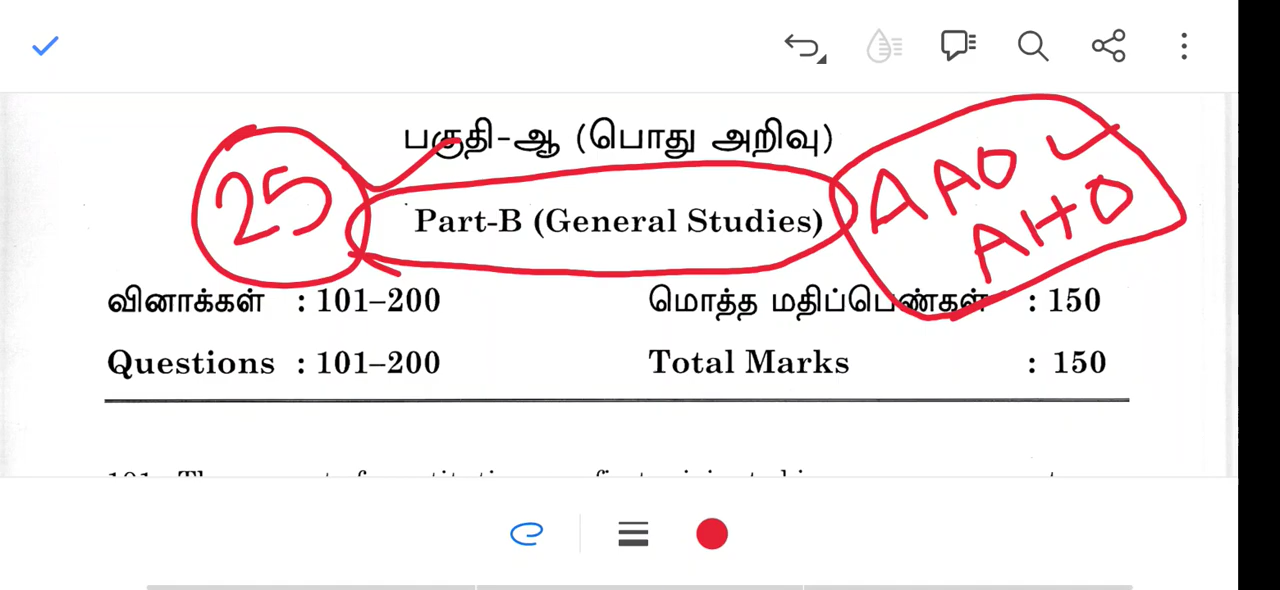 பகுதி-ஆ (பொது அறிவு)
25
Part-B (General Studies)
AAO
AHO
வினாக்கள் : 101–200 மொத்த மதிப்பெண்கள் : 150
Questions : 101–200 Total Marks : 150